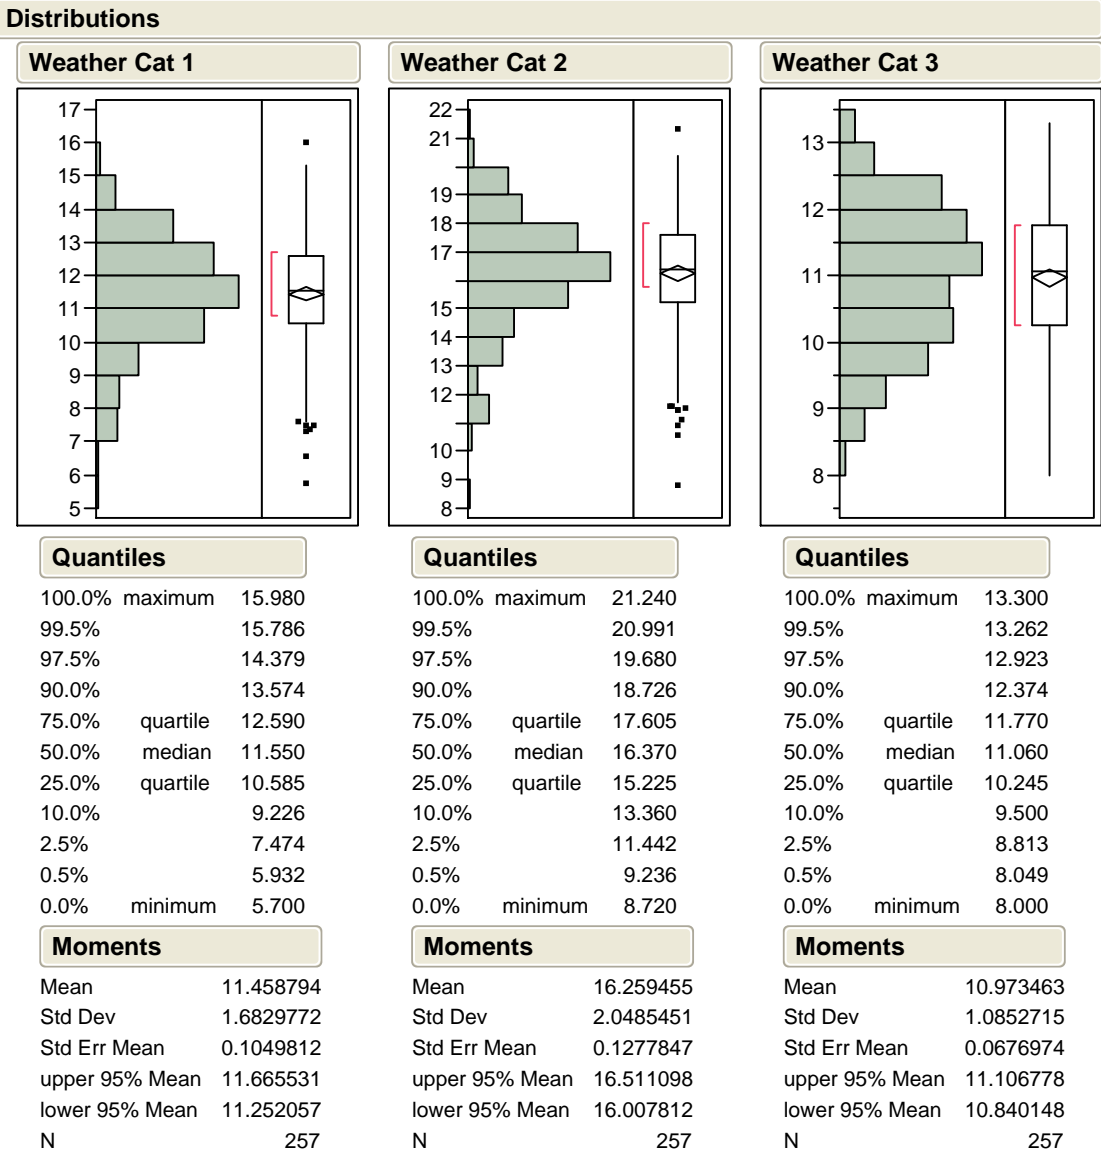 Distributions
Weather Cat 1
17
16
15
14
13
12
11
10
9
8
7
6
5
Quantiles
100.0% maximum 15.980
99.5% 15.786
97.5% 14.379
90.0% 13.574
75.0% quartile 12.590
50.0% median 11.550
25.0% quartile 10.585
10.0% 9.226
2.5% 7.474
0.5% 5.932
0.0% minimum 5.700
Moments
Mean 11.458794
Std Dev 1.6829772
Std Err Mean 0.1049812
upper 95% Mean 11.665531
lower 95% Mean 11.252057
N 257
Weather Cat 2
22
21
19
18
17
15
14
13
12
10
9
8
Quantiles
100.0% maximum 21.240
99.5% 20.991
97.5% 19.680
90.0% 18.726
75.0% quartile 17.605
50.0% median 16.370
25.0% quartile 15.225
10.0% 13.360
2.5% 11.442
0.5% 9.236
0.0% minimum 8.720
Moments
Mean 16.259455
Std Dev 2.0485451
Std Err Mean 0.1277847
upper 95% Mean 16.511098
lower 95% Mean 16.007812
N 257
Weather Cat 3
13
12
11
10
9
8
Quantiles
100.0% maximum 13.300
99.5% 13.262
97.5% 12.923
90.0% 12.374
75.0% quartile 11.770
50.0% median 11.060
25.0% quartile 10.245
10.0% 9.500
2.5% 8.813
0.5% 8.049
0.0% minimum 8.000
Moments
Mean 10.973463
Std Dev 1.0852715
Std Err Mean 0.0676974
upper 95% Mean 11.106778
lower 95% Mean 10.840148
N 257